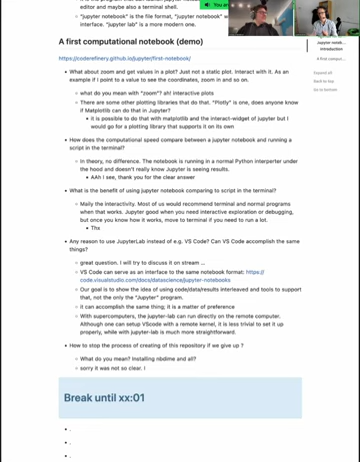 editor and maybe also a terminal shell.
"jupyter notebook" is the file format, "jupyter notebook" is
interface. "jupyter lab" is a more modern one.
A first computational notebook (demo)
https://coderefinery.github.io/jupyter/first-notebook/
What about zoom and get values in a plot? Just not a static plot. Interact with it. As an
example if I point to a value to see the coordinates, zoom in and so on.
what do you mean with "zoom"? ah! interactive plots
There are some other plotting libraries that do that. "Plotly" is one, does anyone know
if Matplotlib can do that in Jupyter?
it is possible to do that with matplotlib and the interact-widget of jupyter but I
would go for a plotting library that supports it on its own
How does the computational speed compare between a jupyter notebook and running a
script in the terminal?
In theory, no difference. The notebook is running in a normal Python interpreter under
the hood and doesn't really know Jupyter is seeing results.
AAh I see, thank you for the clear answer
What is the benefit of using jupyter notebook comparing to script in the terminal?
Maily the interactivity. Most of us would recommend terminal and normal programs
when that works. Jupyter good when you need interactive exploration or debugging,
but once you know how it works, move to terminal if you need to run a lot.
Thx
Any reason to use JupyterLab instead of e.g. VS Code? Can VS Code accomplish the same
things?
great question. I will try to discuss it on stream ...
VS Code can serve as an interface to the same notebook format: https://
code.visualstudio.com/docs/datascience/jupyter-notebooks
Our goal is to show the idea of using code/data/results interleaved and tools to support
that, not the only the "Jupyter" program.
it can accomplish the same thing; it is a matter of preference
With supercomputers, the jupyter-lab can run directly on the remote computer.
Although one can setup VScode with a remote kernel, it is less trivial to set it up
properly, while with jupyter-lab is much more straightforward.
How to stop the process of creating of this repository if we give up ?
What do you mean? Installing nbdime and all?
sorry it was not so clear. I
Break until xx:01
.
.
.
You are
Jupyter noteb...
introduction
A first comput...
Expand all
Back to top
Go to bottom